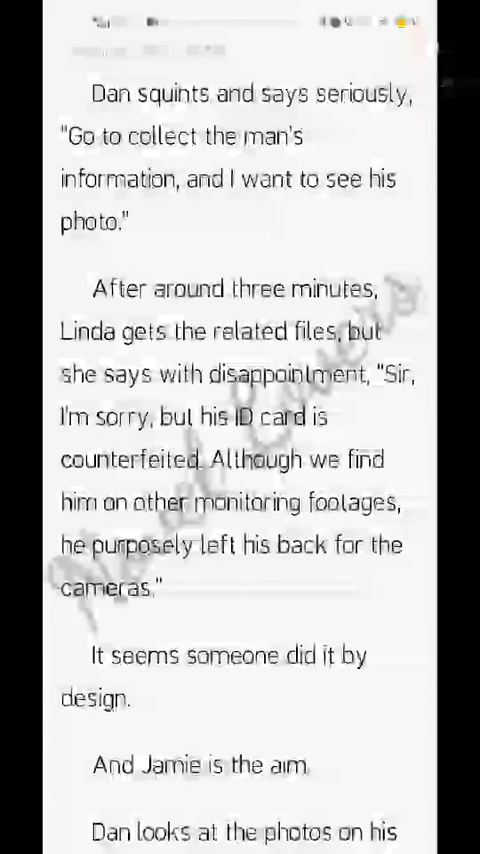 Dan squints and says seriously,
"Go to collect the man's
information, and I want to see his
photo."
After around three minutes,
Linda gets the related files, but
she says with disappointment, "Sir,
I'm sorry, but his ID card is
counterfeited. Although we find
him on other monitoring footages,
he purposely left his back for the
cameras."
It seems someone did it by
design.
And Jamie is the aim.
Dan looks at the photos on his
Novel Lovers